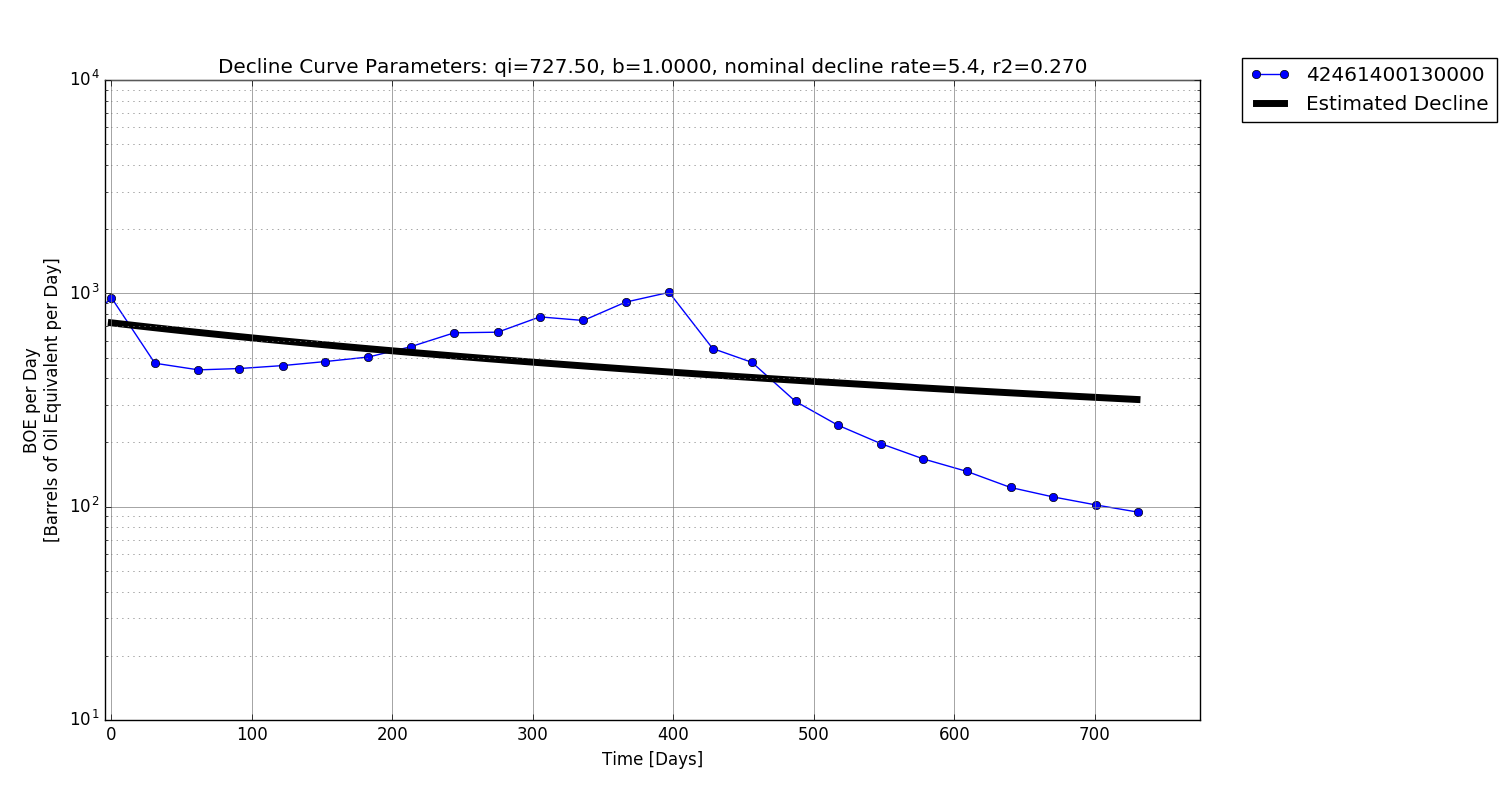 Decline Curve Parameters: qi=727.50, b=1.0000, nominal decline rate=5.4, r2=0.270
42461400130000
Estimated Decline
10^4
10^3
10^2
10^1
BOE per Day
[Barrels of Oil Equivalent per Day]
0 100 200 300 400 500 600 700
Time [Days]